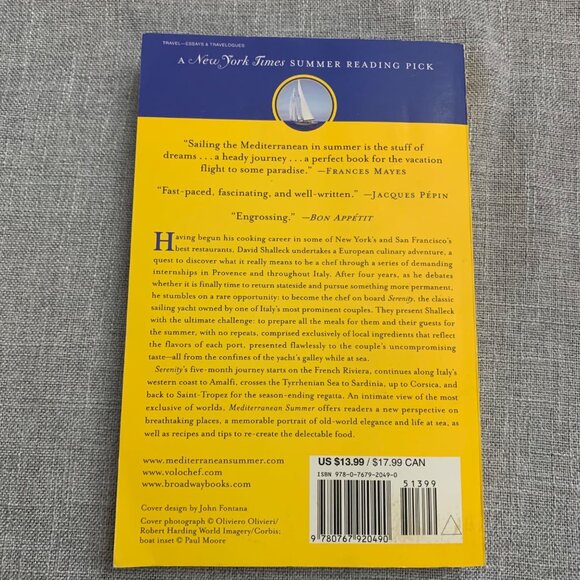 TRAVEL—ESSAYS & TRAVELOGUES
A New York Times SUMMER READING PICK
"Sailing the Mediterranean in summer is the stuff of
dreams . . . a heady journey . . . a perfect book for the vacation
flight to some paradise." —FRANCES MAYES
"Fast-paced, fascinating, and well-written." —JACQUES PÉPIN
"Engrossing." —BON APPÉTIT
Having begun his cooking career in some of New York's and San Francisco's
best restaurants, David Shalleck undertakes a European culinary adventure, a
quest to discover what it really means to be a chef through a series of demanding
internships in Provence and throughout Italy. After four years, as he debates
whether it is finally time to return stateside and pursue something more permanent,
he stumbles on a rare opportunity: to become the chef on board Serenity, the classic
sailing yacht owned by one of Italy's most prominent couples. They present Shalleck
with the ultimate challenge: to prepare all the meals for them and their guests for
the summer, with no repeats, comprised exclusively of local ingredients that reflect
the flavors of each port, presented flawlessly to the couple's uncompromising
taste—all from the confines of the yacht's galley while at sea.
Serenity's five-month journey starts on the French Riviera, continues along Italy's
western coast to Amalfi, crosses the Tyrrhenian Sea to Sardinia, up to Corsica, and
back to Saint-Tropez for the season-ending regatta. An intimate view of the most
exclusive of worlds, Mediterranean Summer offers readers a new perspective on
breathtaking places, a memorable portrait of old-world elegance and life at sea, as
well as recipes and tips to re-create the delectable food.
www.mediterraneansummer.com
www.volochef.com
www.broadwaybooks.com
Cover design by John Fontana
Cover photograph © Oliviero Olivieri/
Robert Harding World Imagery/Corbis;
boat inset © Paul Moore
US $13.99 / $17.99 CAN
ISBN 978-0-7679-2049-0
51399
9 780767 920490